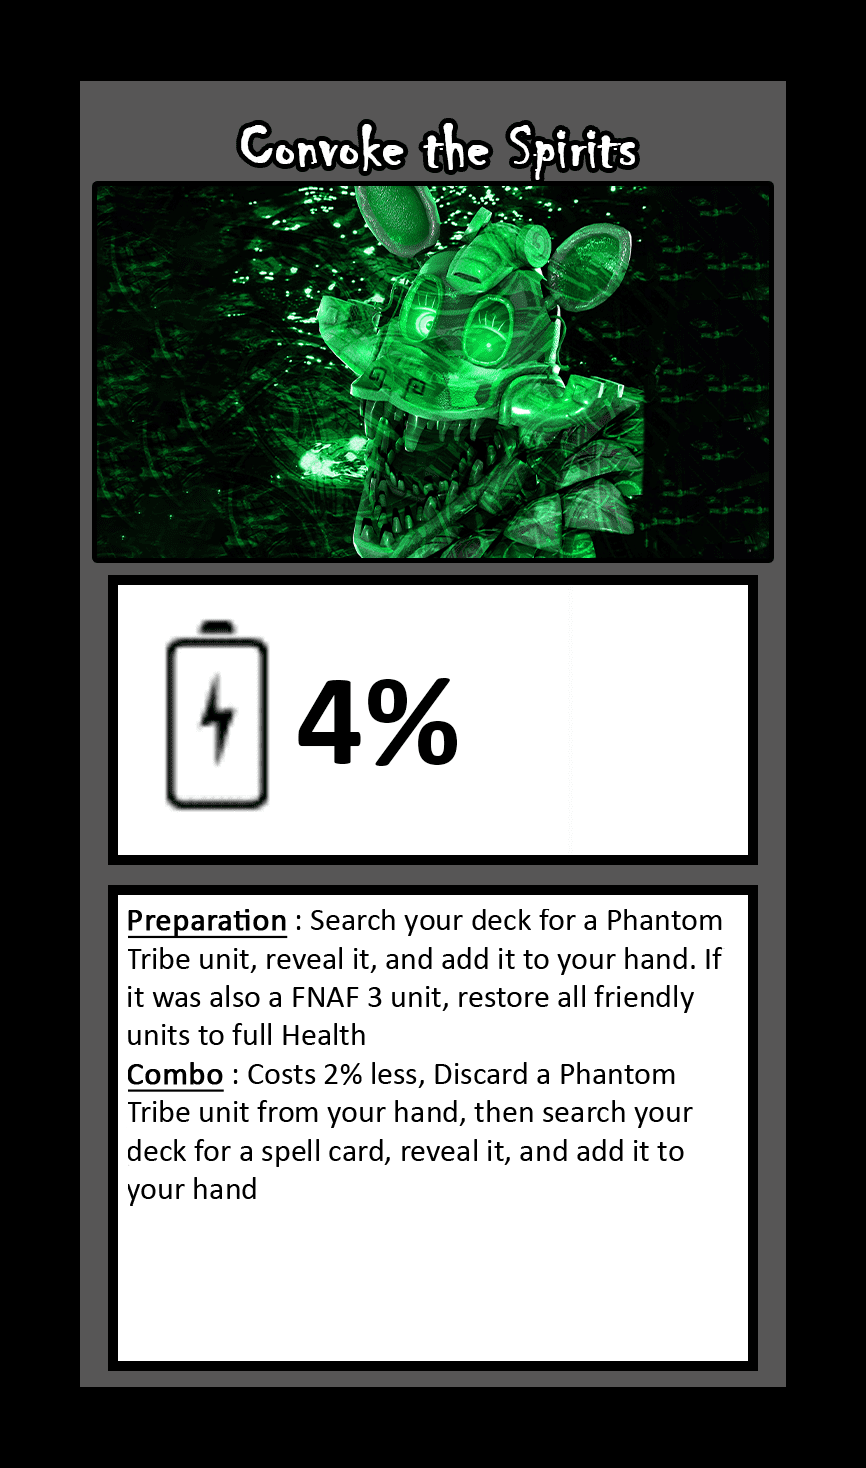 Convoke the Spirits
4%
Preparation : Search your deck for a Phantom
Tribe unit, reveal it, and add it to your hand. If
it was also a FNAF 3 unit, restore all friendly
units to full Health
Combo : Costs 2% less, Discard a Phantom
Tribe unit from your hand, then search your
deck for a spell card, reveal it, and add it to
your hand